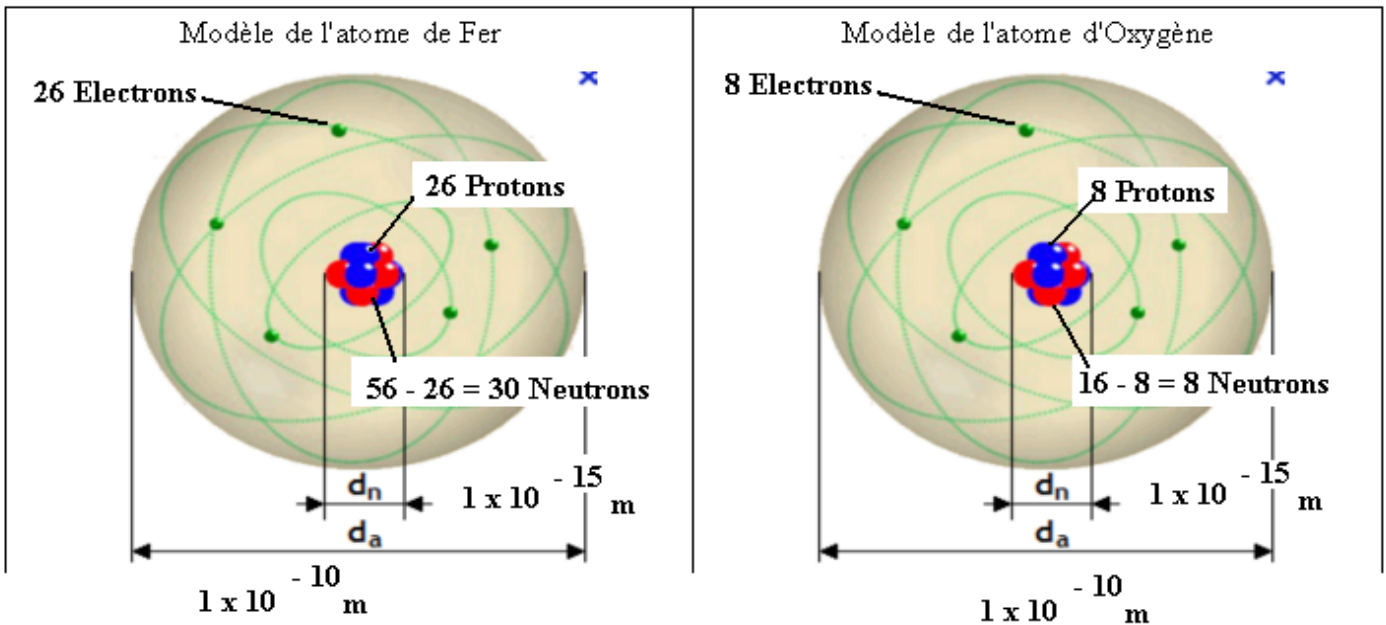 Modèle de l'atome de Fer
26 Electrons
26 Protons
56 - 26 = 30 Neutrons
dₙ
1 x 10 ⁻ ¹⁵ m
dₐ
1 x 10 ⁻ ¹⁰ m
Modèle de l'atome d'Oxygène
8 Electrons
8 Protons
16 - 8 = 8 Neutrons
dₙ
1 x 10 ⁻ ¹⁵ m
dₐ
1 x 10 ⁻ ¹⁰ m